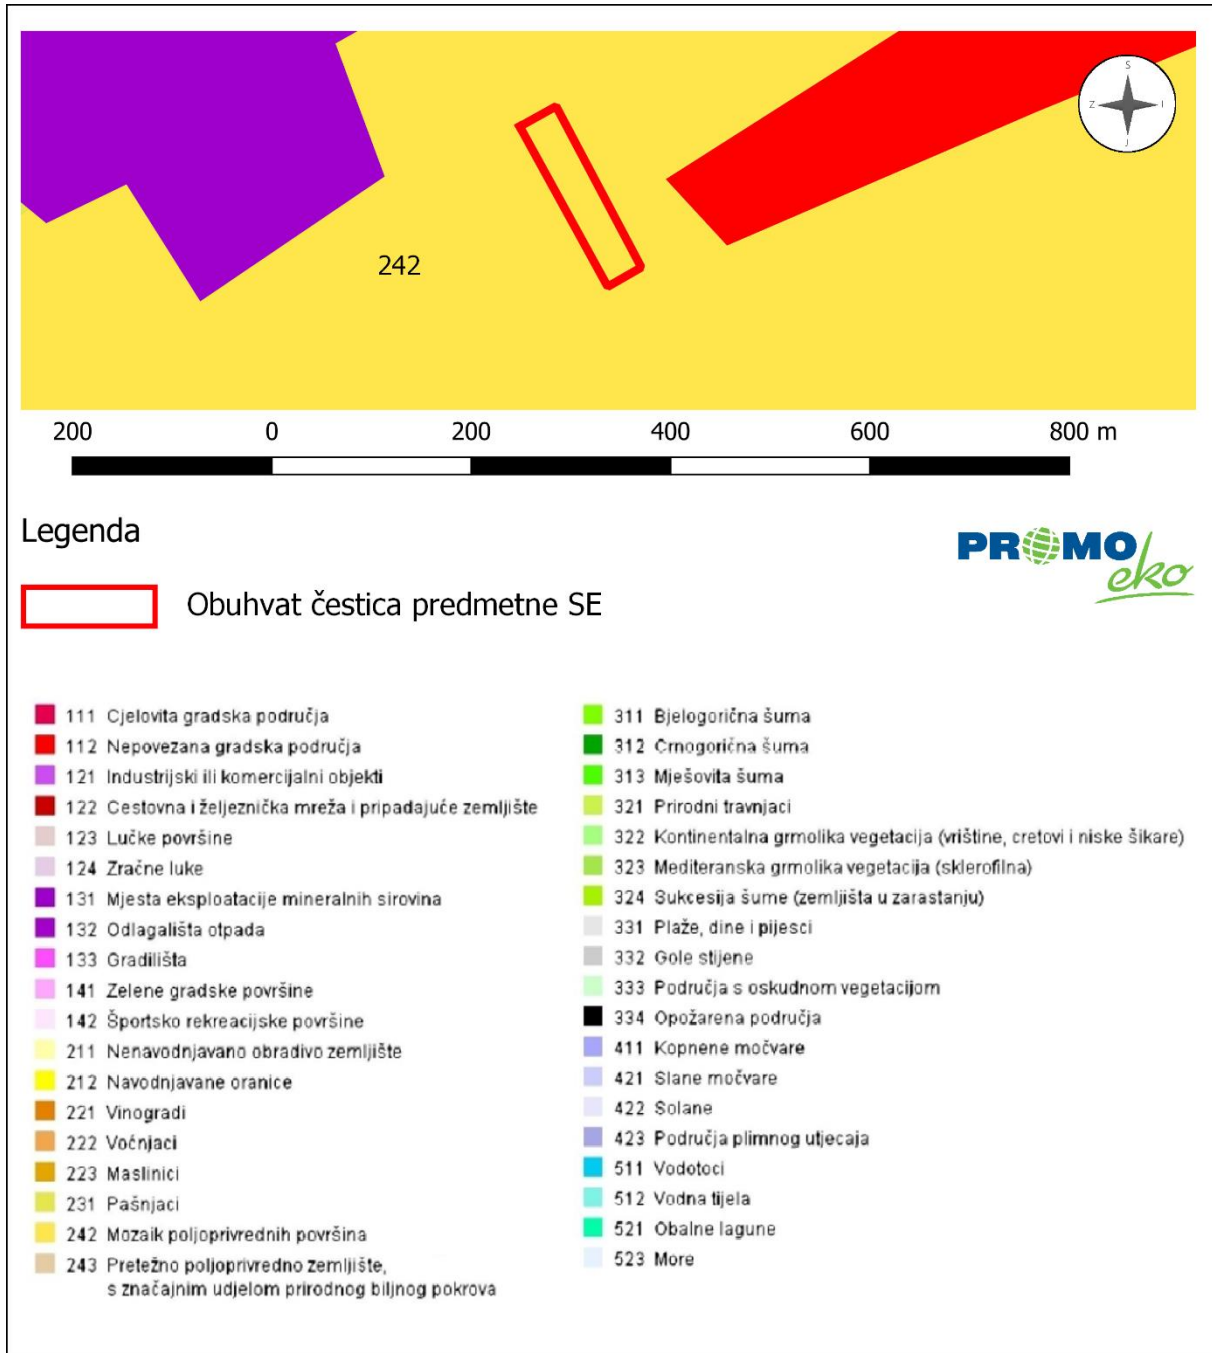 S
Z
I
J
242
200 0 200 400 600 800 m
Legenda
PROMO
eko
Obuhvat čestica predmetne SE
111 Cjelovita gradska područja
112 Nepovezana gradska područja
121 Industrijski ili komercijalni objekti
122 Cestovna i željeznička mreža i pripadajuće zemljište
123 Lučke površine
124 Zračne luke
131 Mjesta eksploatacije mineralnih sirovina
132 Odlagališta otpada
133 Gradilišta
141 Zelene gradske površine
142 Športsko rekreacijske površine
211 Nenavodnjavano obradivo zemljište
212 Navodnjavane oranice
221 Vinogradi
222 Voćnjaci
223 Maslinici
231 Pašnjaci
242 Mozaik poljoprivrednih površina
243 Pretežno poljoprivredno zemljište,
s značajnim udjelom prirodnog biljnog pokrova
311 Bjelogorična šuma
312 Crnogorična šuma
313 Mješovita šuma
321 Prirodni travnjaci
322 Kontinentalna grmolika vegetacija (vrištine, cretovi i niske šikare)
323 Mediteranska grmolika vegetacija (sklerofilna)
324 Sukcesija šume (zemljišta u zarastanju)
331 Plaže, dine i pijesci
332 Gole stijene
333 Područja s oskudnom vegetacijom
334 Opožarena područja
411 Kopnene močvare
421 Slane močvare
422 Solane
423 Područja plimnog utjecaja
511 Vodotoci
512 Vodna tijela
521 Obalne lagune
523 More